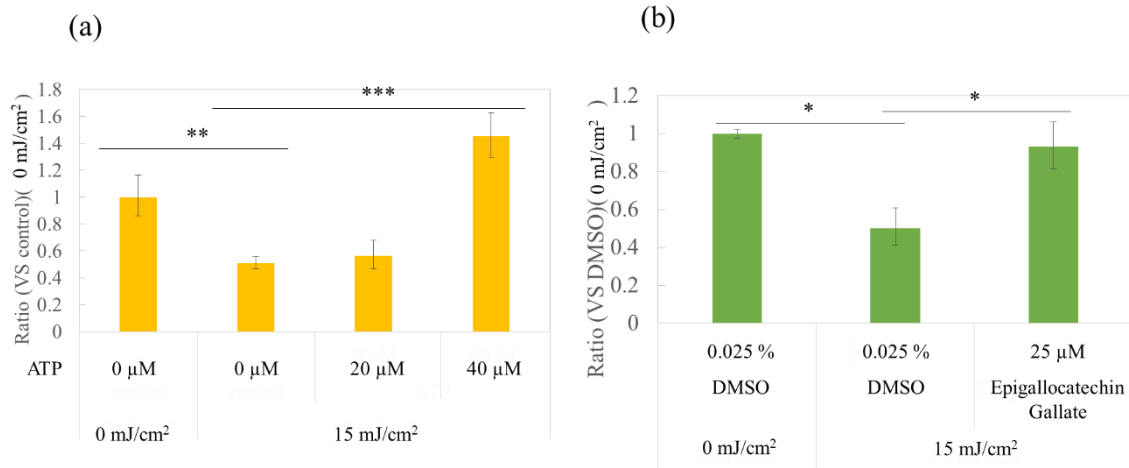 (a)
Ratio (VS control)( 0 mJ/cm²)
1.8
1.6
1.4
1.2
1
0.8
0.6
0.4
0.2
0
**
***
ATP 0 µM 0 µM 20 µM 40 µM
0 mJ/cm² 15 mJ/cm²
(b)
Ratio (VS DMSO)( 0 mJ/cm² )
1.2
1
0.8
0.6
0.4
0.2
0
*
*
0.025 % 0.025 % 25 µM
DMSO DMSO Epigallocatechin
Gallate
0 mJ/cm² 15 mJ/cm²